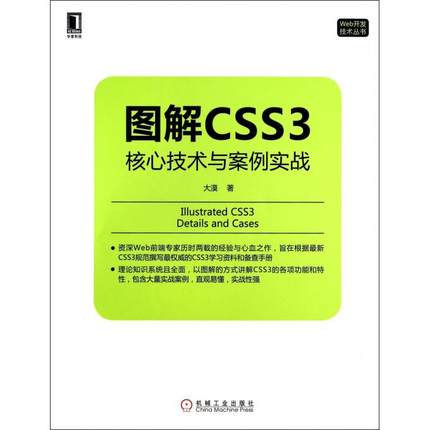 华章科技
Web开发
技术丛书
图解CSS3
核心技术与案例实战
大漠 著
Illustrated CSS3
Details and Cases
● 资深Web前端专家历时两载的经验与心血之作，旨在根据最新
CSS3规范撰写最权威的CSS3学习资料和备查手册
● 理论知识系统且全面，以图解的方式讲解CSS3的各项功能和特
性，包含大量实战案例，直观易懂，实战性强
机械工业出版社
China Machine Press